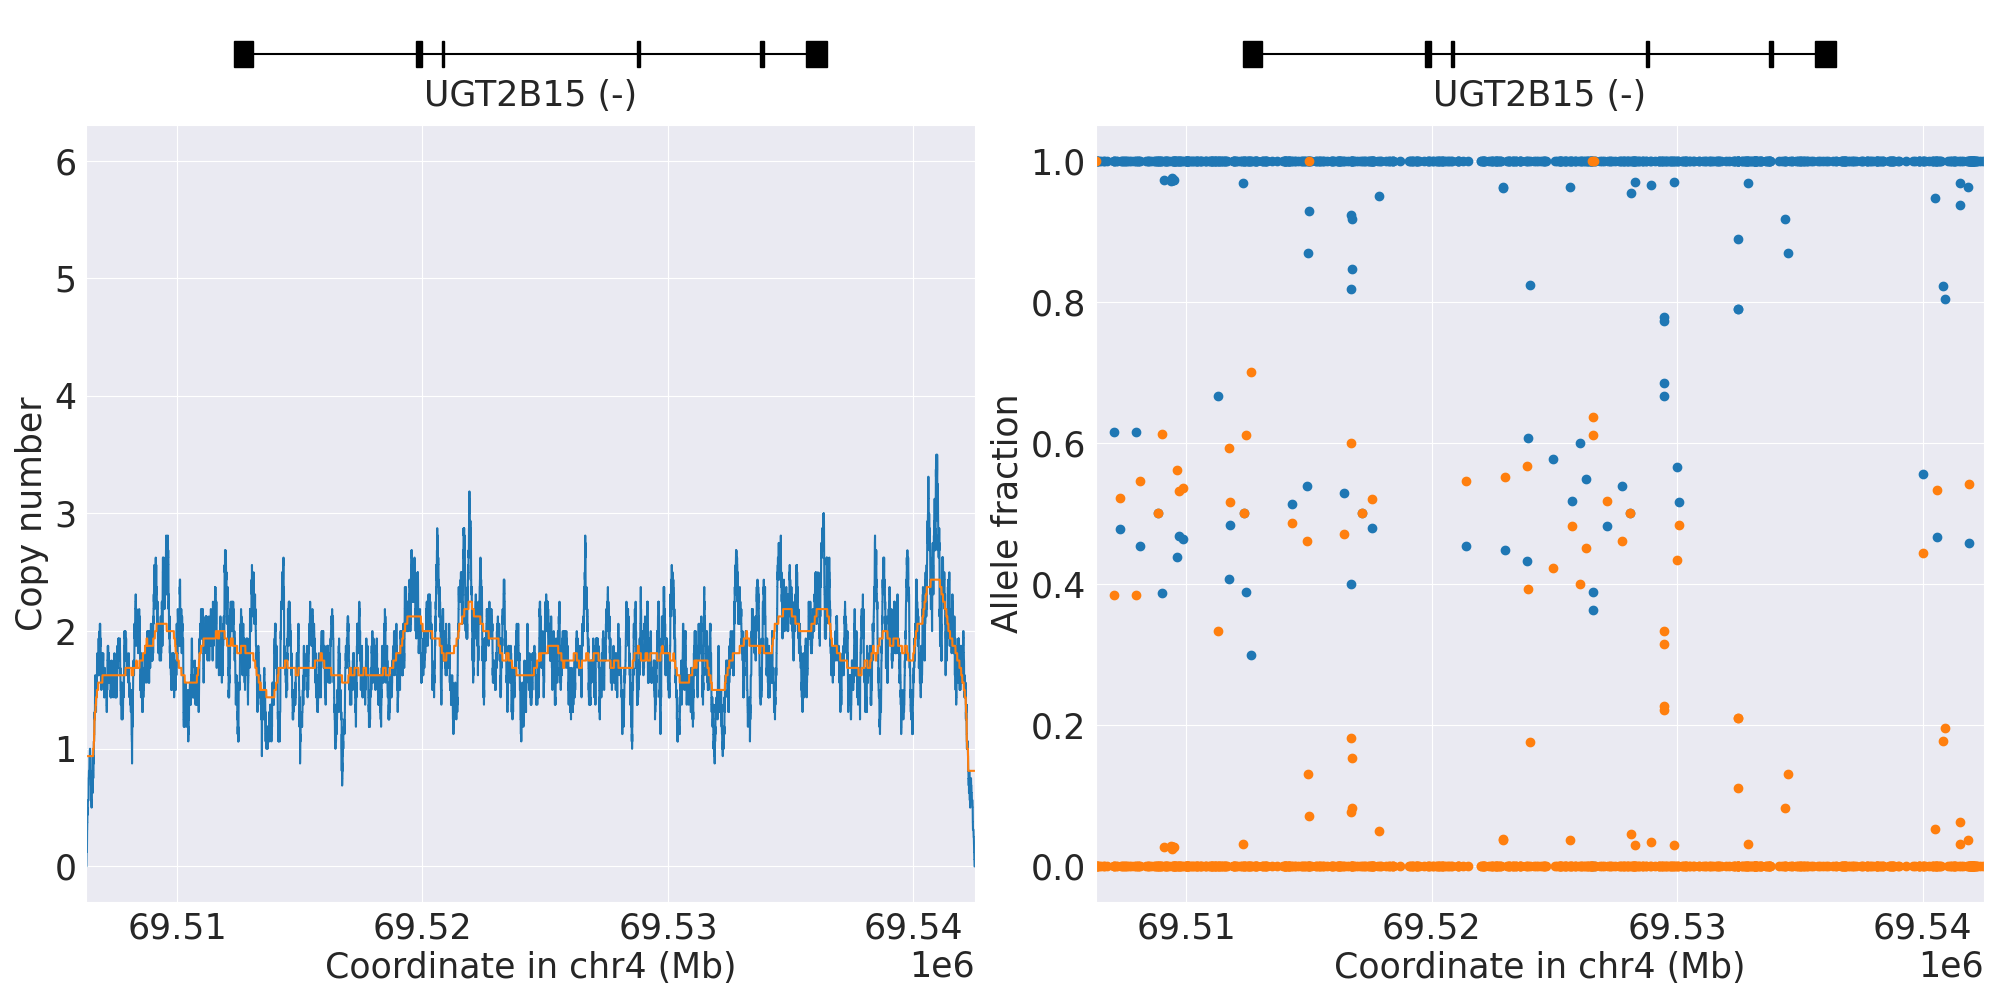 UGT2B15 (-)
Copy number
6
5
4
3
2
1
0
69.51 69.52 69.53 69.54
Coordinate in chr4 (Mb)
1e6
UGT2B15 (-)
Allele fraction
1.0
0.8
0.6
0.4
0.2
0.0
69.51 69.52 69.53 69.54
Coordinate in chr4 (Mb)
1e6